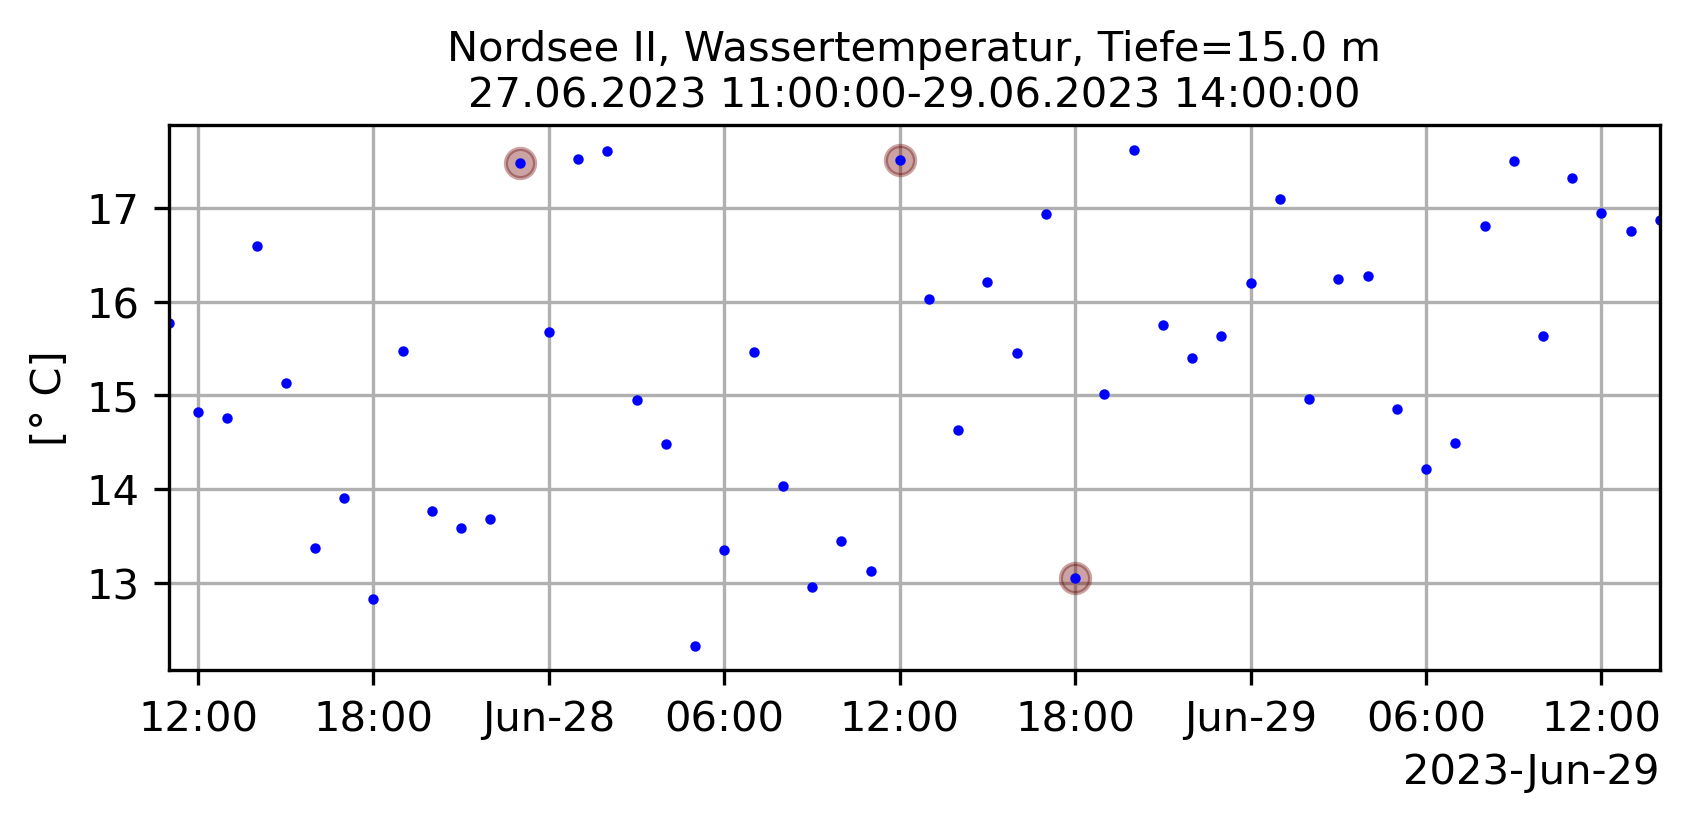 Nordsee II, Wassertemperatur, Tiefe=15.0 m
27.06.2023 11:00:00-29.06.2023 14:00:00
[° C]
17
16
15
14
13
12:00 18:00 Jun-28 06:00 12:00 18:00 Jun-29 06:00 12:00
2023-Jun-29